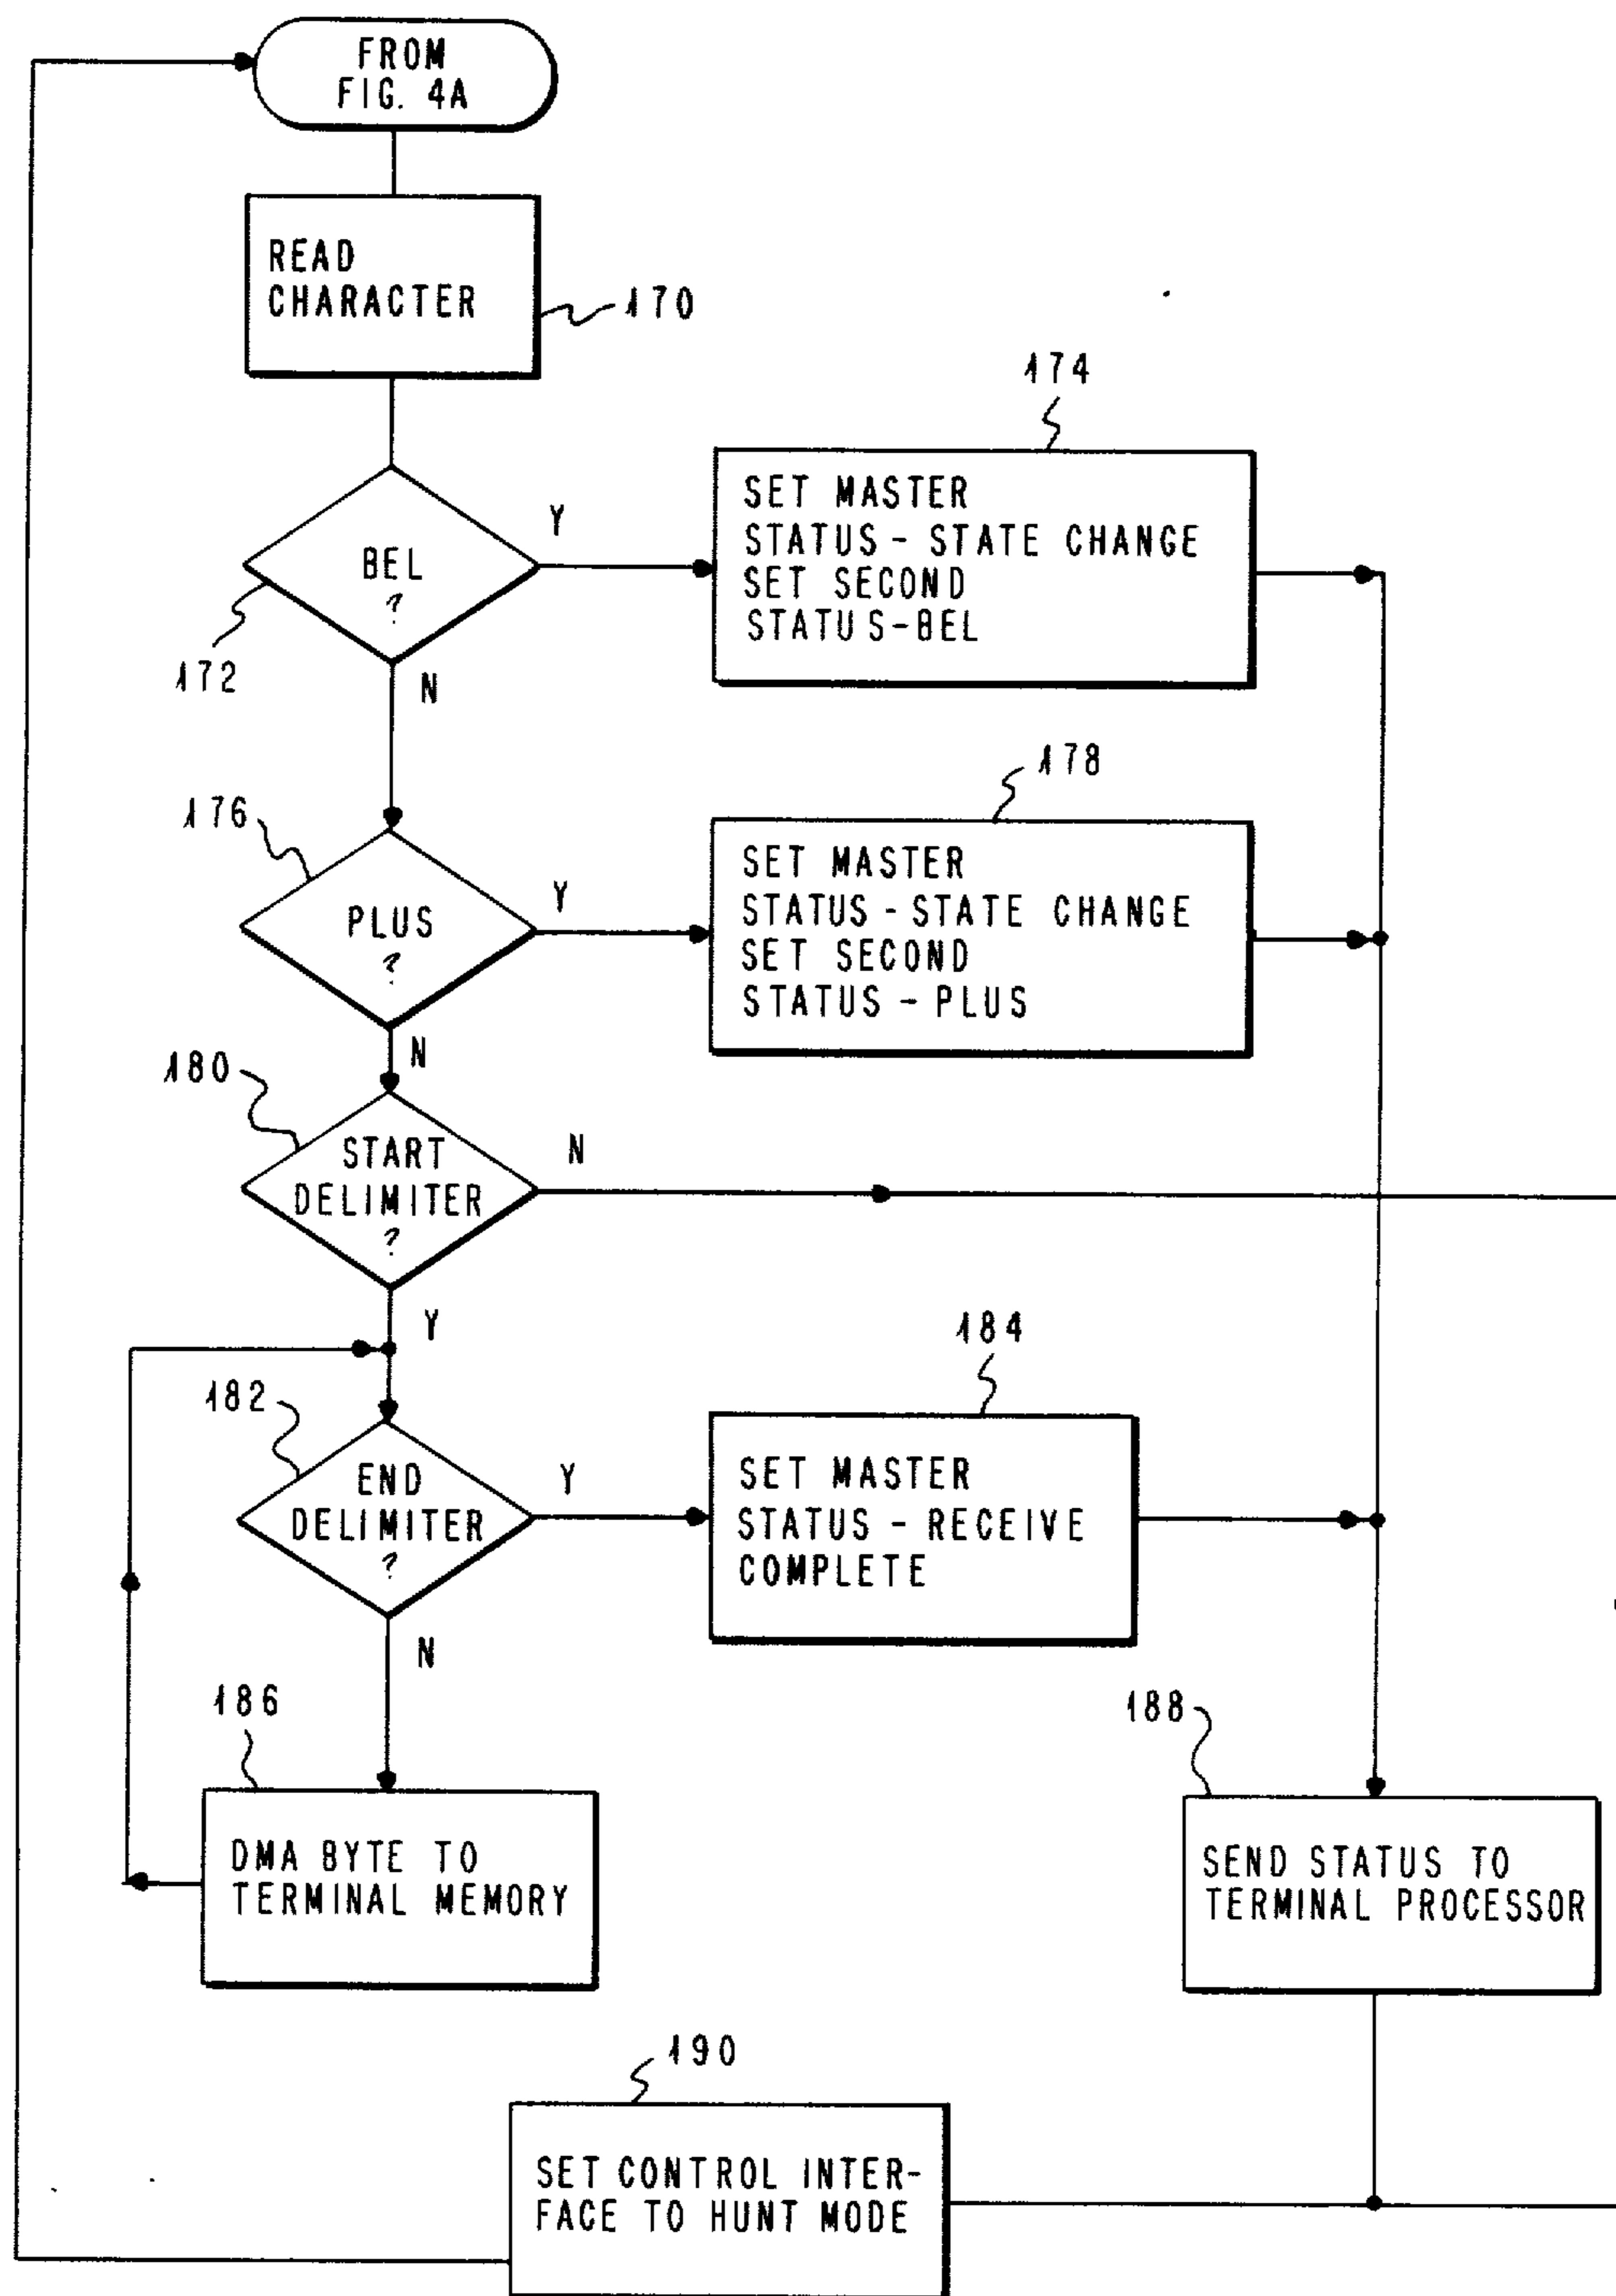 FROM
FIG. 4A
READ
CHARACTER
170
174
SET MASTER
STATUS - STATE CHANGE
SET SECOND
STATUS-BEL
Y
BEL
?
172
N
178
176
SET MASTER
STATUS - STATE CHANGE
SET SECOND
STATUS - PLUS
Y
PLUS
?
N
180
START
DELIMITER
?
N
Y
184
182
END
DELIMITER
?
Y
SET MASTER
STATUS - RECEIVE
COMPLETE
N
186
188
DMA BYTE TO
TERMINAL MEMORY
SEND STATUS TO
TERMINAL PROCESSOR
190
SET CONTROL INTER-
FACE TO HUNT MODE